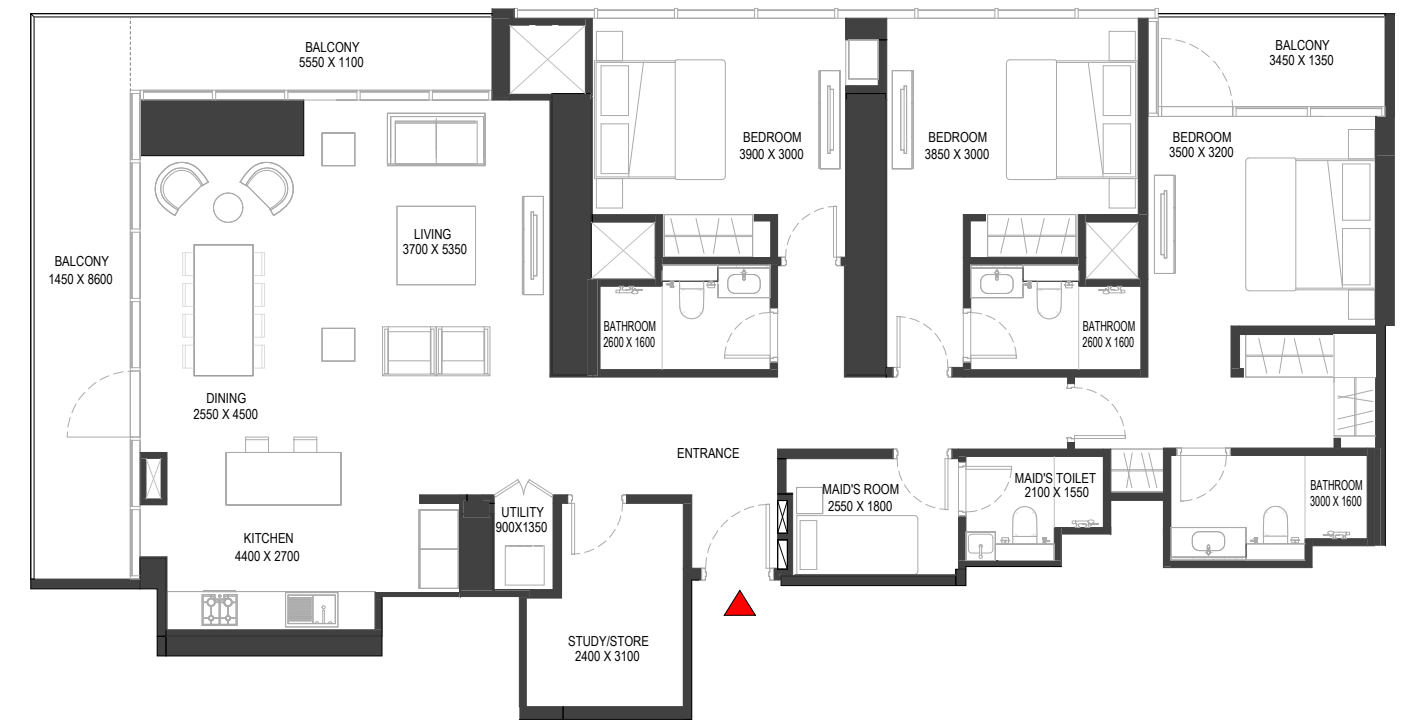 BALCONY
5550 X 1100
BALCONY
3450 X 1350
BEDROOM
3900 X 3000
BEDROOM
3850 X 3000
BEDROOM
3500 X 3200
LIVING
3700 X 5350
BALCONY
1450 X 8600
BATHROOM
2600 X 1600
BATHROOM
2600 X 1600
DINING
2550 X 4500
ENTRANCE
MAID'S ROOM
2550 X 1800
MAID'S TOILET
2100 X 1550
BATHROOM
3000 X 1600
UTILITY
900X1350
KITCHEN
4400 X 2700
STUDY/STORE
2400 X 3100